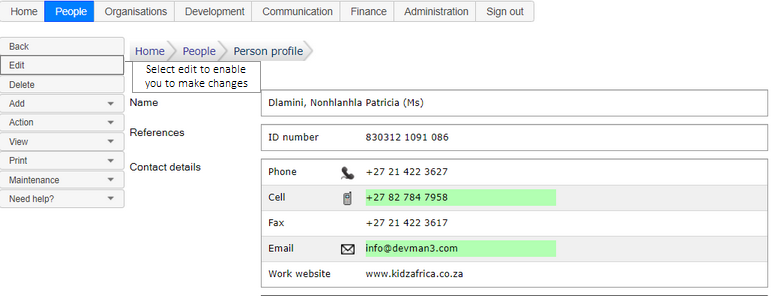 Home People Organisations Development Communication Finance Administration Sign out
Back
Edit
Delete
Add
Action
View
Print
Maintenance
Need help?
Home People Person profile
Select edit to enable
you to make changes
Name Dlamini, Nonhlanhla Patricia (Ms)
References ID number 830312 1091 086
Contact details
Phone +27 21 422 3627
Cell +27 82 784 7958
Fax +27 21 422 3617
Email info@devman3.com
Work website www.kidzafrica.co.za